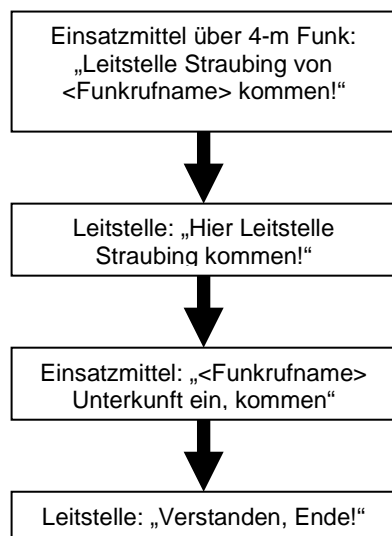 Einsatzmittel über 4-m Funk:
„Leitstelle Straubing von
<Funkrufname> kommen!“
Leitstelle: „Hier Leitstelle
Straubing kommen!“
Einsatzmittel: „<Funkrufname>
Unterkunft ein, kommen“
Leitstelle: „Verstanden, Ende!“